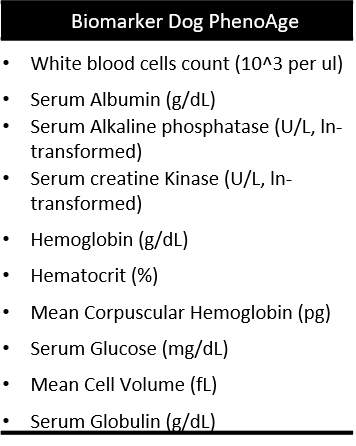 Biomarker Dog PhenoAge
• White blood cells count (10^3 per ul)
• Serum Albumin (g/dL)
• Serum Alkaline phosphatase (U/L, ln-
transformed)
• Serum creatine Kinase (U/L, ln-
transformed)
• Hemoglobin (g/dL)
• Hematocrit (%)
• Mean Corpuscular Hemoglobin (pg)
• Serum Glucose (mg/dL)
• Mean Cell Volume (fL)
• Serum Globulin (g/dL)